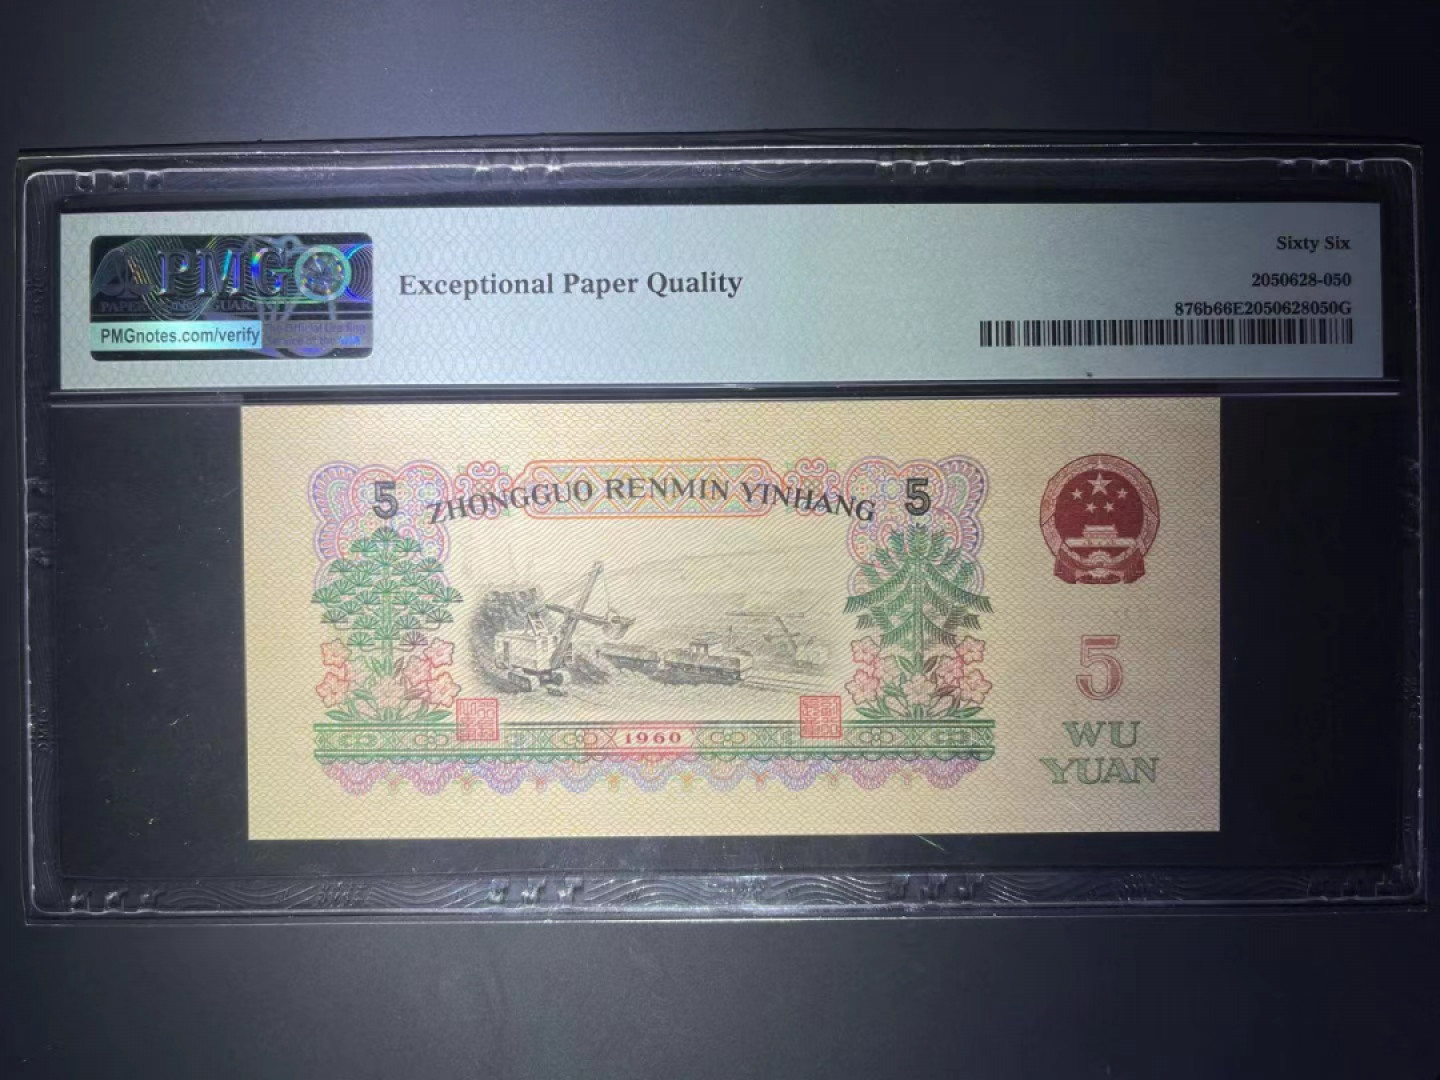 PMG
PMGnotes.com/verify
Exceptional Paper Quality
Sixty Six
2050628-050
876b66E2050628050G
5
ZHONGGUO RENMIN YINHANG
5
1960
5
WU
YUAN